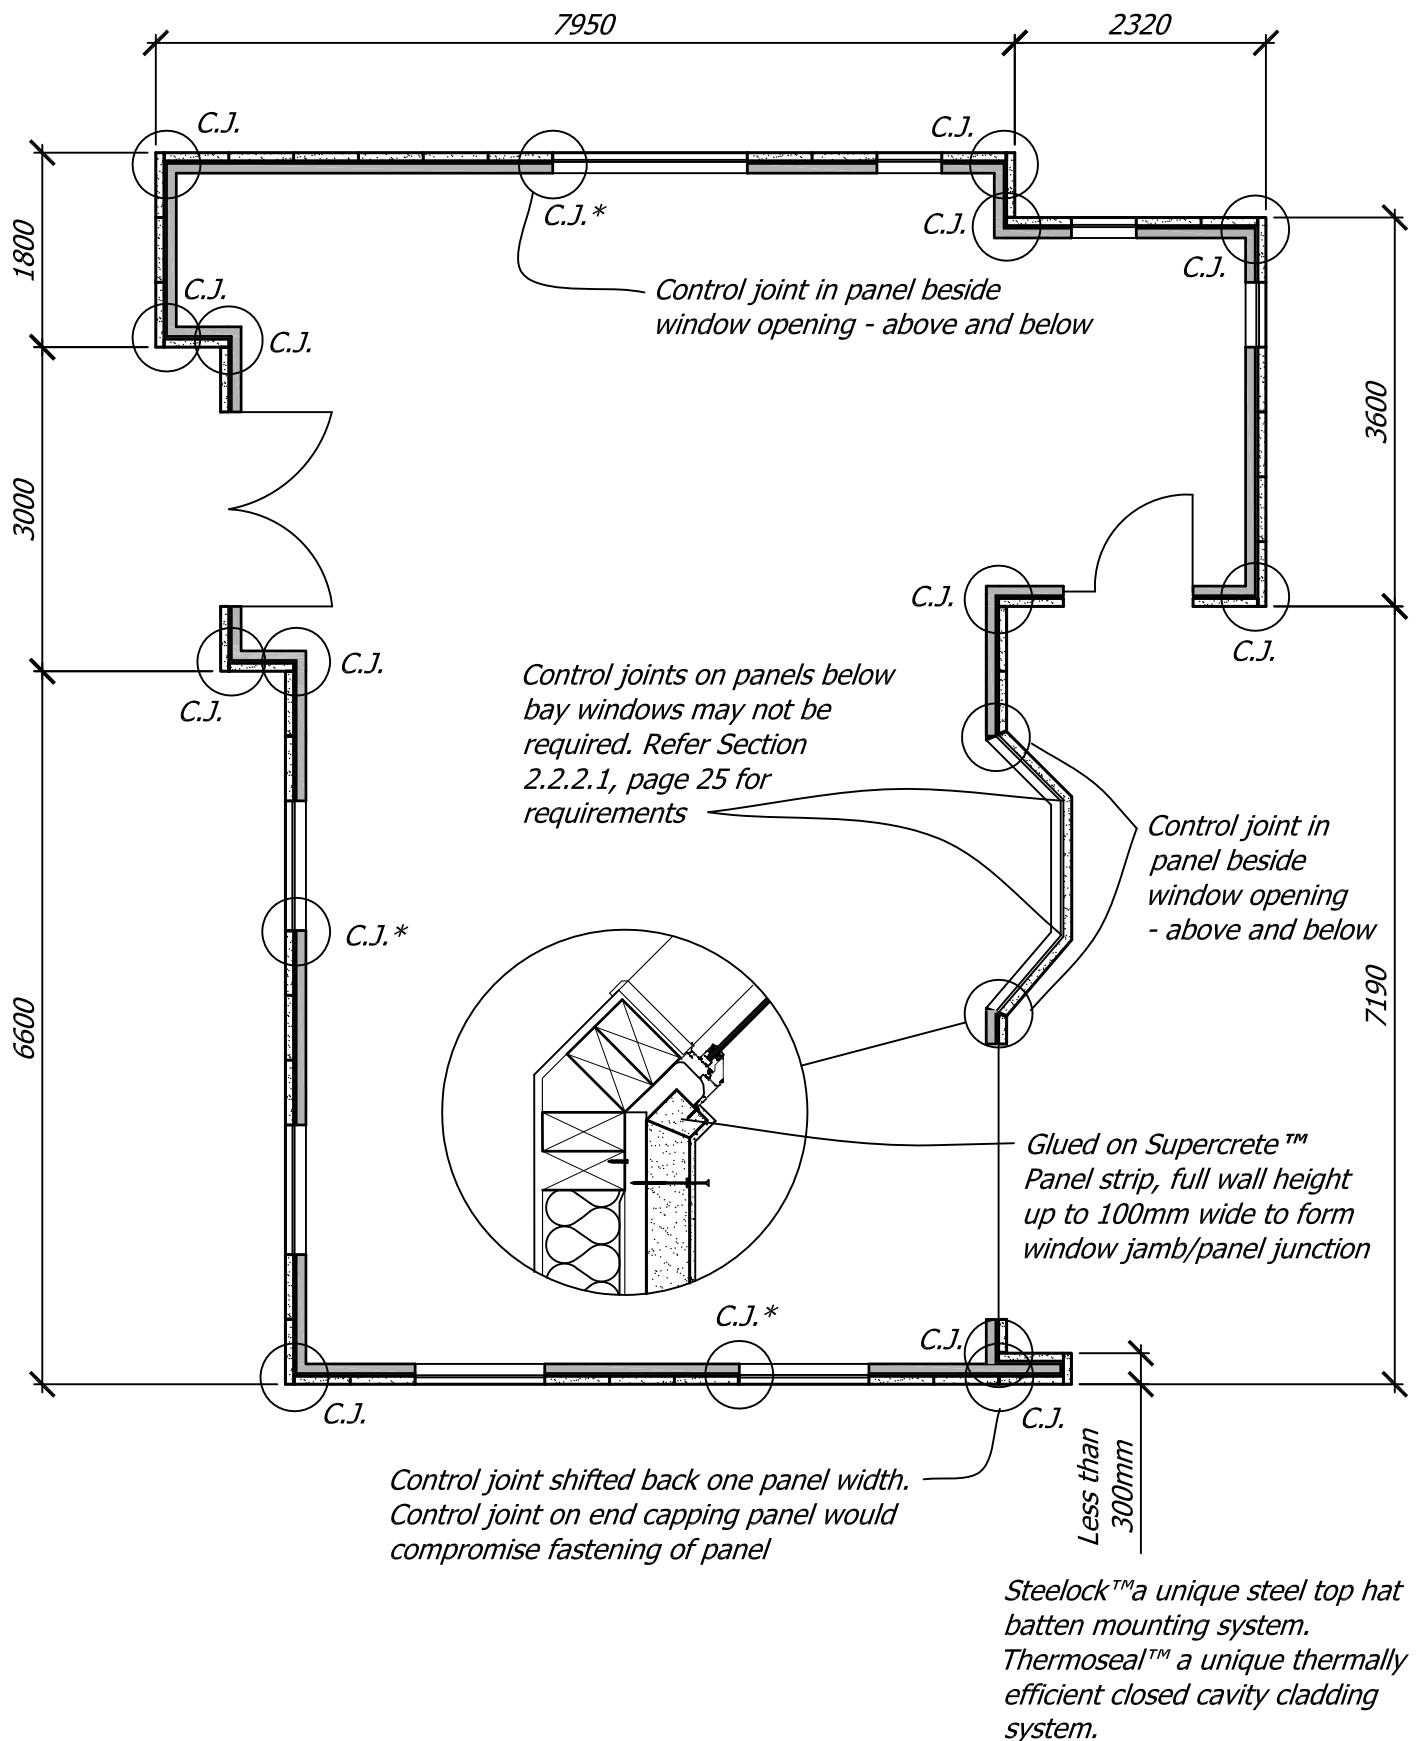 7950
2320
C.J.
C.J.
C.J.*
C.J.
C.J.
1800
C.J.
C.J.
Control joint in panel beside
window opening - above and below
3600
3000
C.J.
C.J.
C.J.
C.J.
Control joints on panels below
bay windows may not be
required. Refer Section
2.2.2.1, page 25 for
requirements
Control joint in
panel beside
window opening
- above and below
C.J.*
6600
7190
Glued on Supercrete™
Panel strip, full wall height
up to 100mm wide to form
window jamb/panel junction
C.J.*
C.J.
C.J.
C.J.
Less than
300mm
Control joint shifted back one panel width.
Control joint on end capping panel would
compromise fastening of panel
Steelock™a unique steel top hat
batten mounting system.
Thermoseal™ a unique thermally
efficient closed cavity cladding
system.